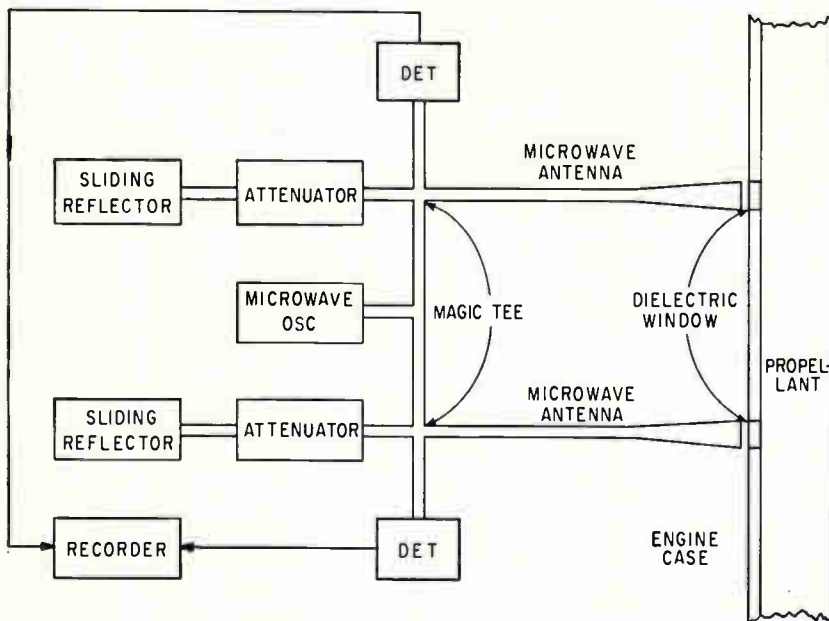 DET
MICROWAVE
ANTENNA
SLIDING
REFLECTOR
ATTENUATOR
MICROWAVE
OSC
MAGIC TEE
DIELECTRIC
WINDOW
PROPEL-
LANT
MICROWAVE
ANTENNA
SLIDING
REFLECTOR
ATTENUATOR
RECORDER
DET
ENGINE
CASE